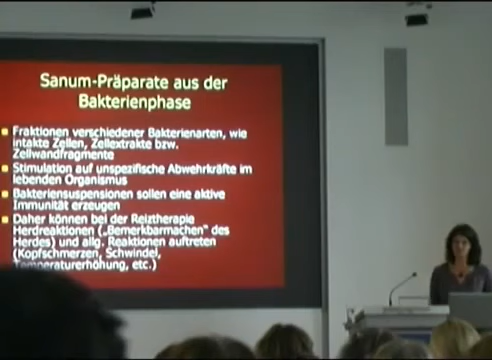 Sanum-Präparate aus der
Bakterienphase
Fraktionen verschiedener Bakterienarten, wie
intakte Zellen, Zellextrakte bzw.
Zellwandfragmente
Stimulation auf unspezifische Abwehrkräfte im
lebenden Organismus
Bakteriensuspensionen sollen eine aktive
Immunität erzeugen
Daher können bei der Reiztherapie
Herdreaktionen („Bemerkbarmachen" des
Herdes) und allg. Reaktionen auftreten
(Kopfschmerzen, Schwindel,
Temperaturerhöhung, etc.)